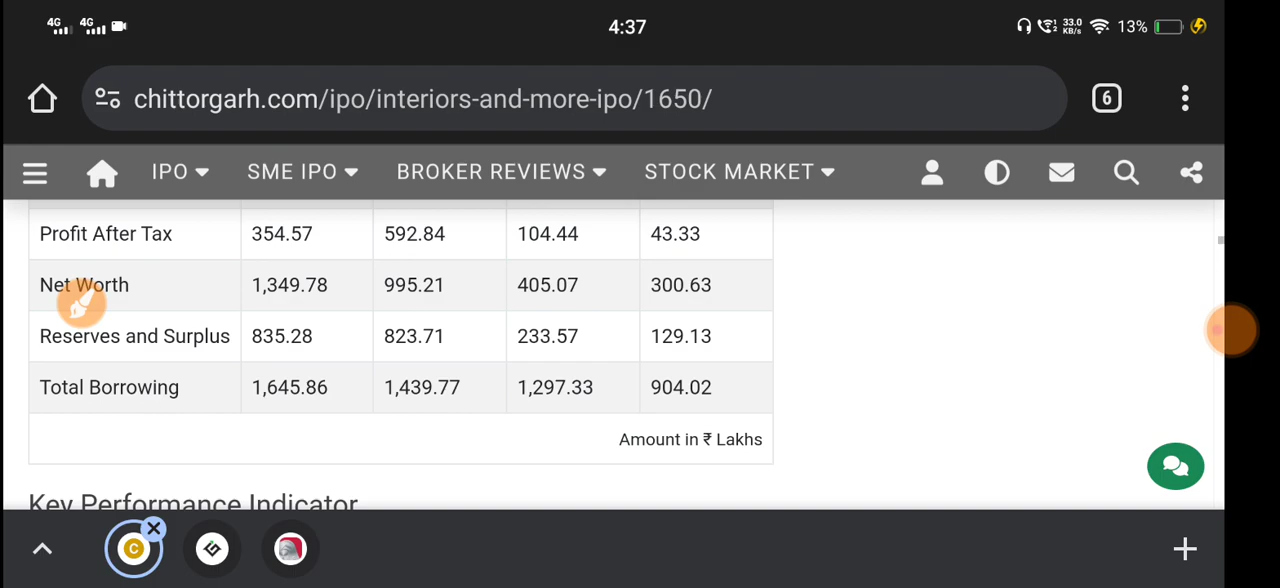 4G 4G 4:37 33.0 KB/s 13%
chittorgarh.com/ipo/interiors-and-more-ipo/1650/ 6
IPO SME IPO BROKER REVIEWS STOCK MARKET
Profit After Tax 354.57 592.84 104.44 43.33
Net Worth 1,349.78 995.21 405.07 300.63
Reserves and Surplus 835.28 823.71 233.57 129.13
Total Borrowing 1,645.86 1,439.77 1,297.33 904.02
Amount in ₹ Lakhs
Key Performance Indicator
C